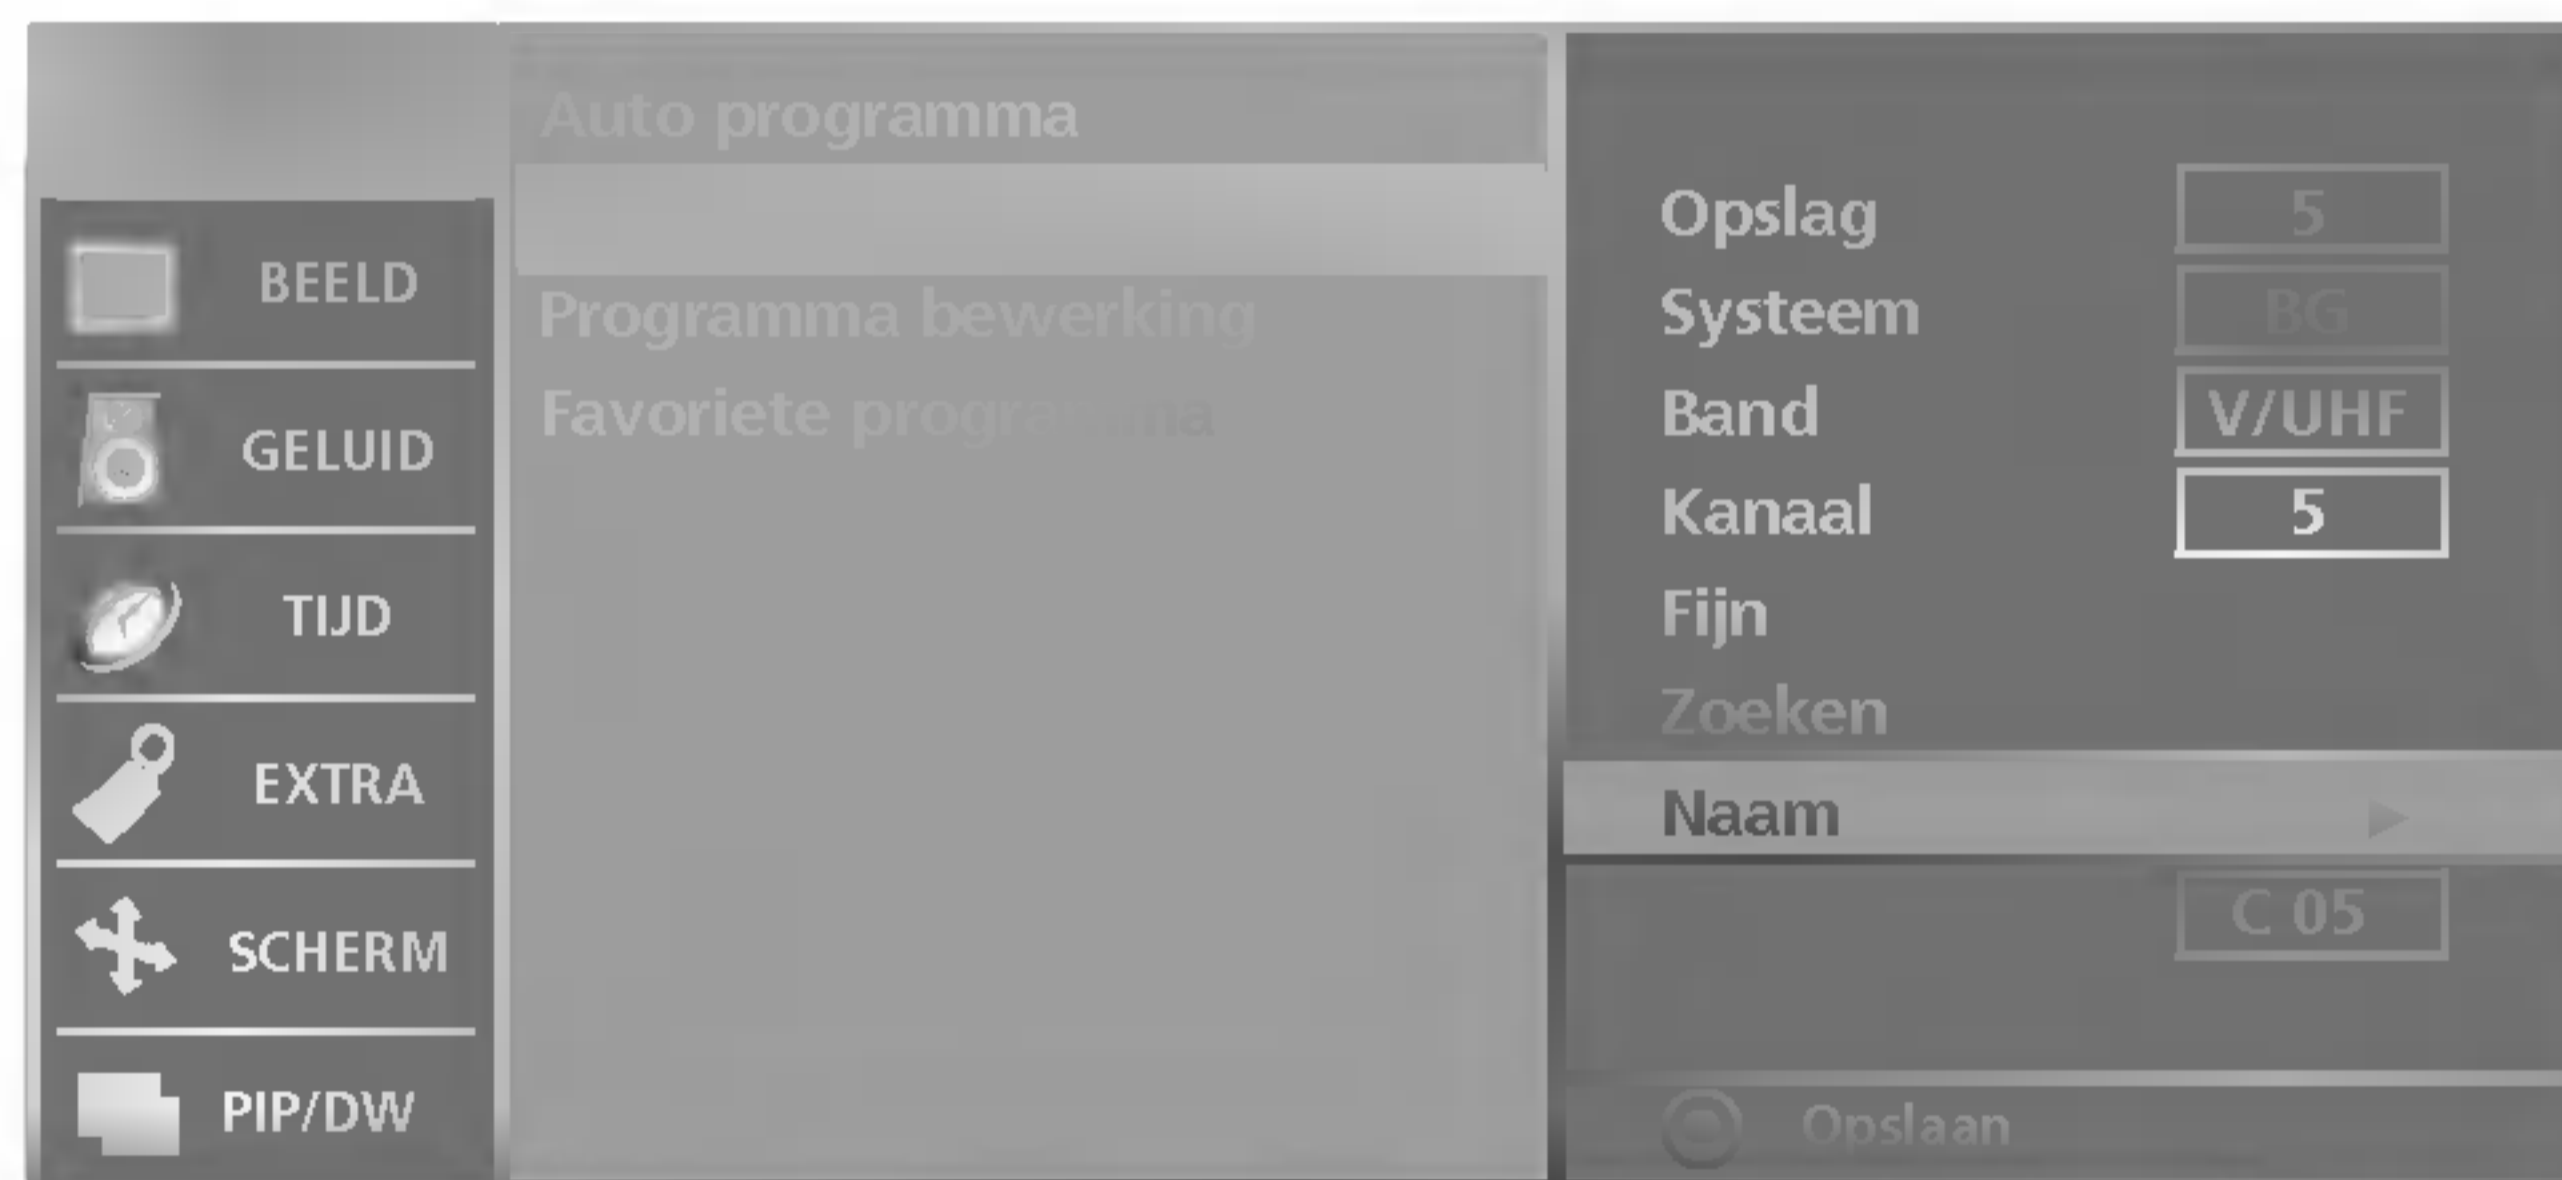 BEELD
GELUID
TIJD
EXTRA
SCHERM
PIP/DW
Auto programma
Programma bewerking
Favoriete programma
Opslag 5
Systeem BG
Band V/UHF
Kanaal 5
Fijn
Zoeken
Naam
C 05
Opslaan